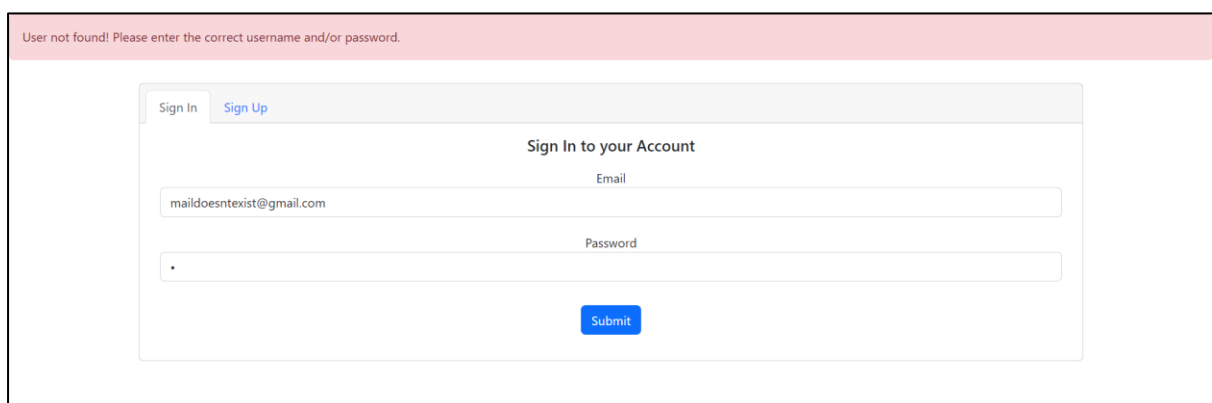 User not found! Please enter the correct username and/or password.
Sign In Sign Up
Sign In to your Account
Email
maildoesntexist@gmail.com
Password
•
Submit